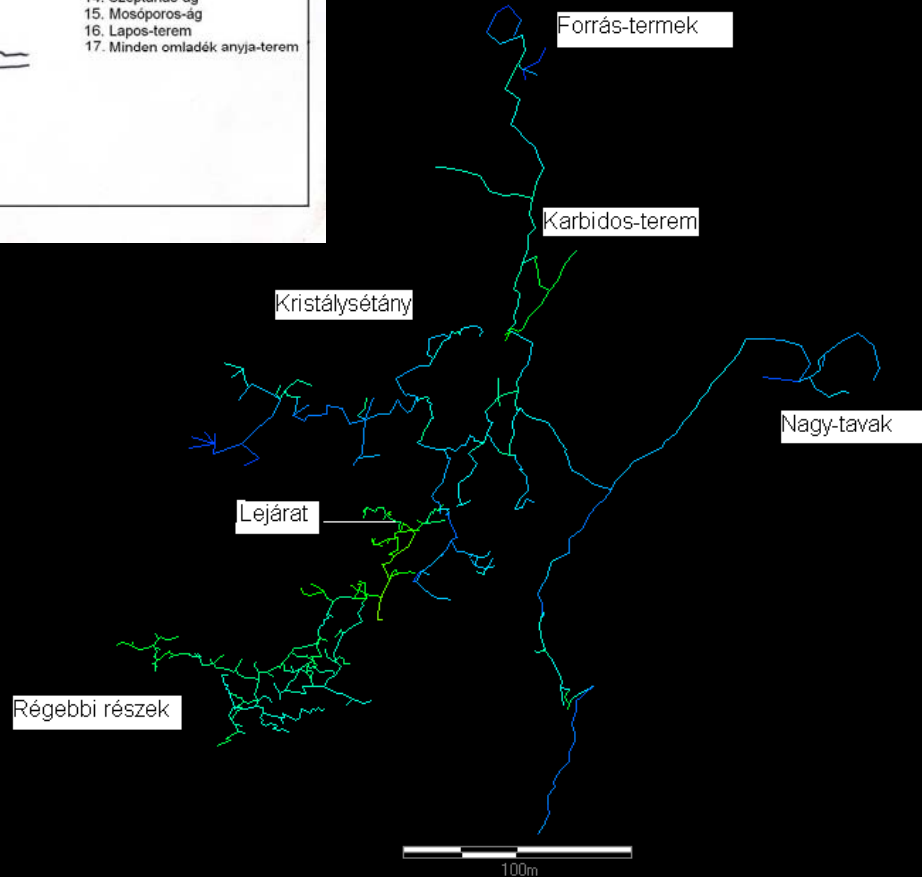 15. Mosóporos-ág
16. Lapos-terem
17. Minden omladék anyja-terem
Forrás-termek
Karbidos-terem
Kristálysétány
Nagy-tavak
Lejárat
Régebbi részek
100m